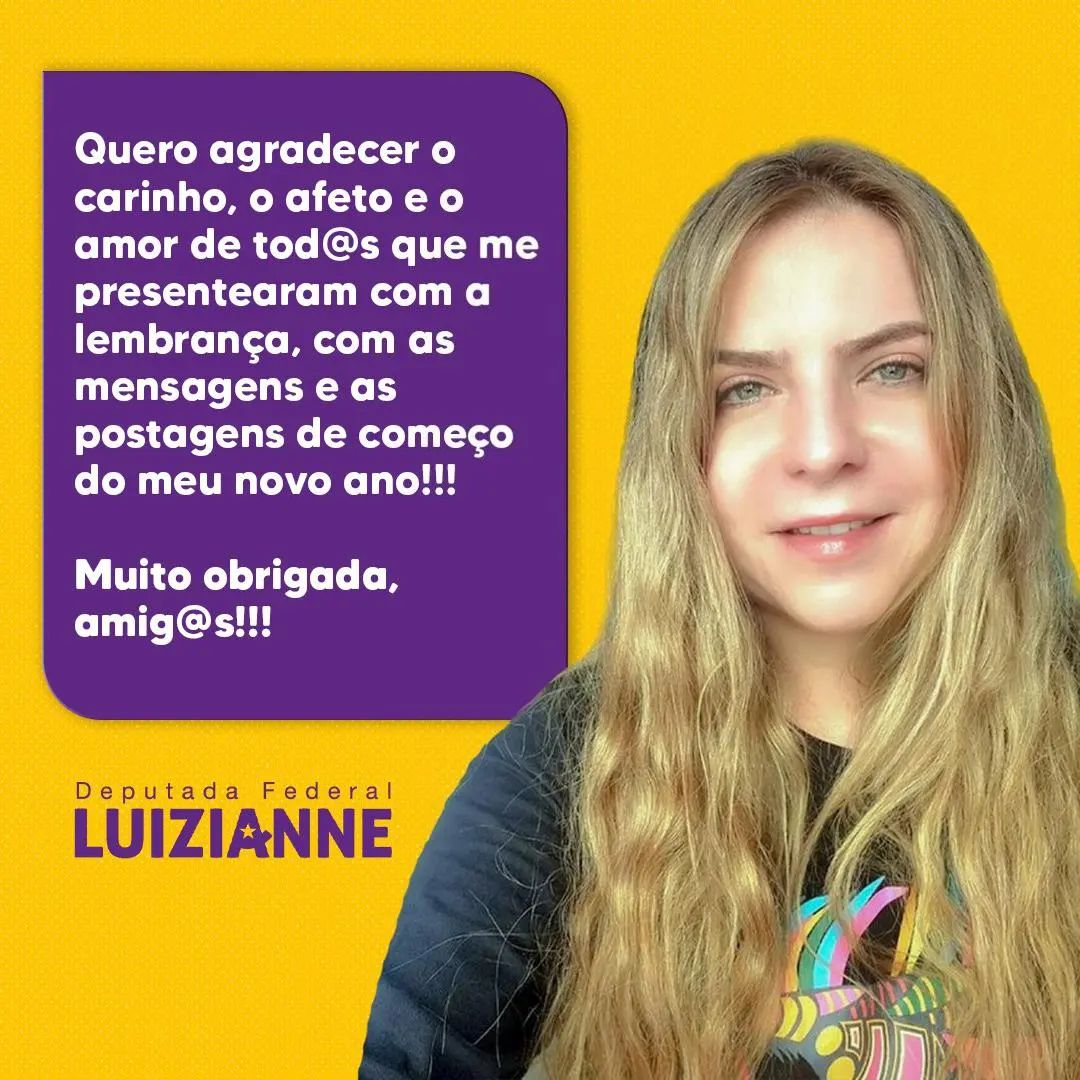 Quero agradecer o
carinho, o afeto e o
amor de tod@s que me
presentearam com a
lembrança, com as
mensagens e as
postagens de começo
do meu novo ano!!!
Muito obrigada,
amig@s!!!
Deputada Federal
LUIZIANNE